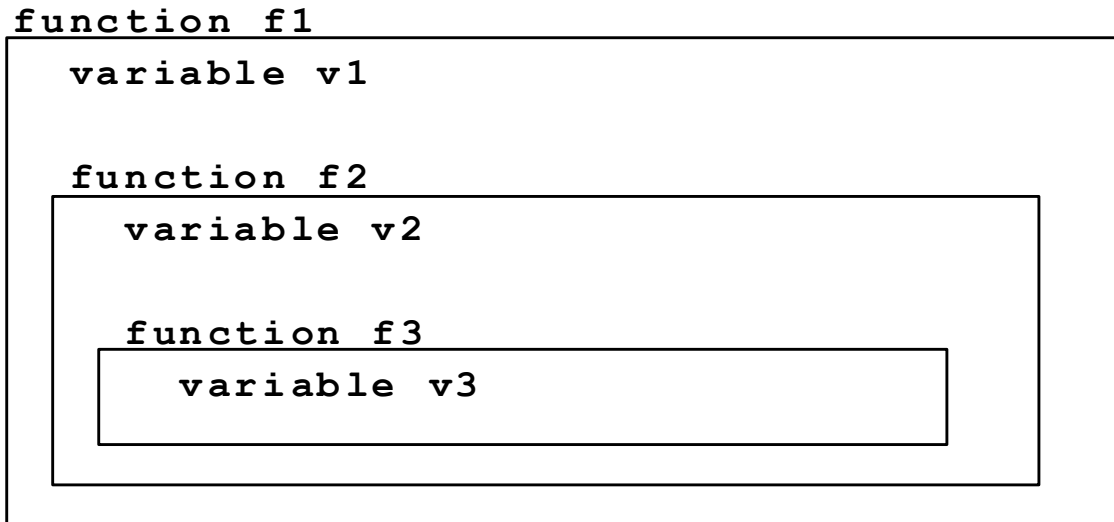 function f1
variable v1
function f2
variable v2
function f3
variable v3